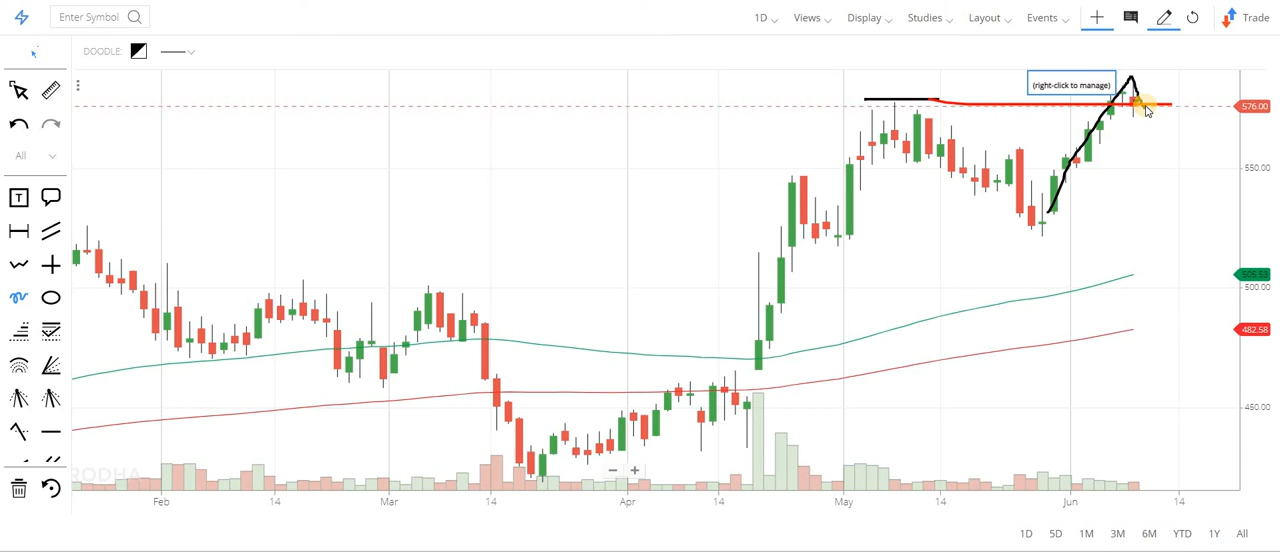 Enter Symbol
1D Views Display Studies Layout Events Trade
DOODLE:
(right-click to manage)
576.00
All
550.00
505.53
500.00
482.58
450.00
RODHA
Feb 14 Mar 14 Apr 14 May 14 Jun 14
1D 5D 1M 3M 6M YTD 1Y All